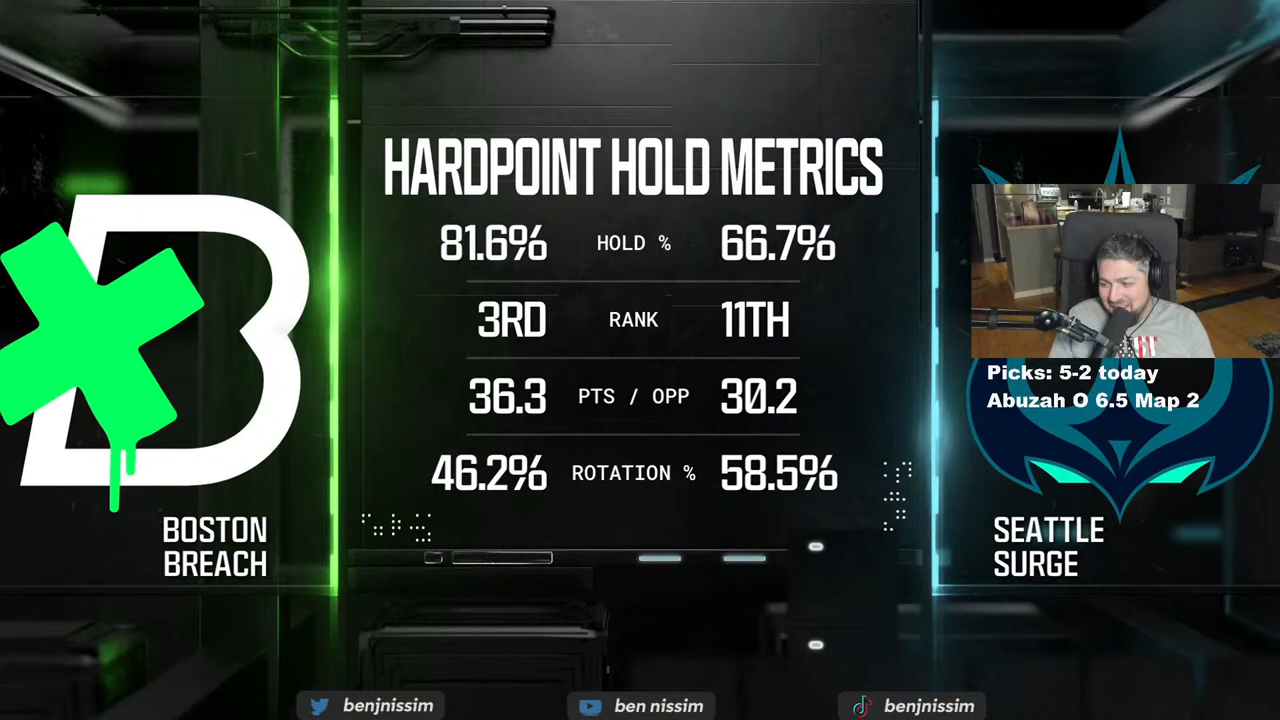 HARDPOINT HOLD METRICS
81.6% HOLD % 66.7%
3RD RANK 11TH
36.3 PTS / OPP 30.2
46.2% ROTATION % 58.5%
BOSTON
BREACH
Picks: 5-2 today
Abuzah O 6.5 Map 2
SEATTLE
SURGE
benjnissim
ben nissim
benjnissim